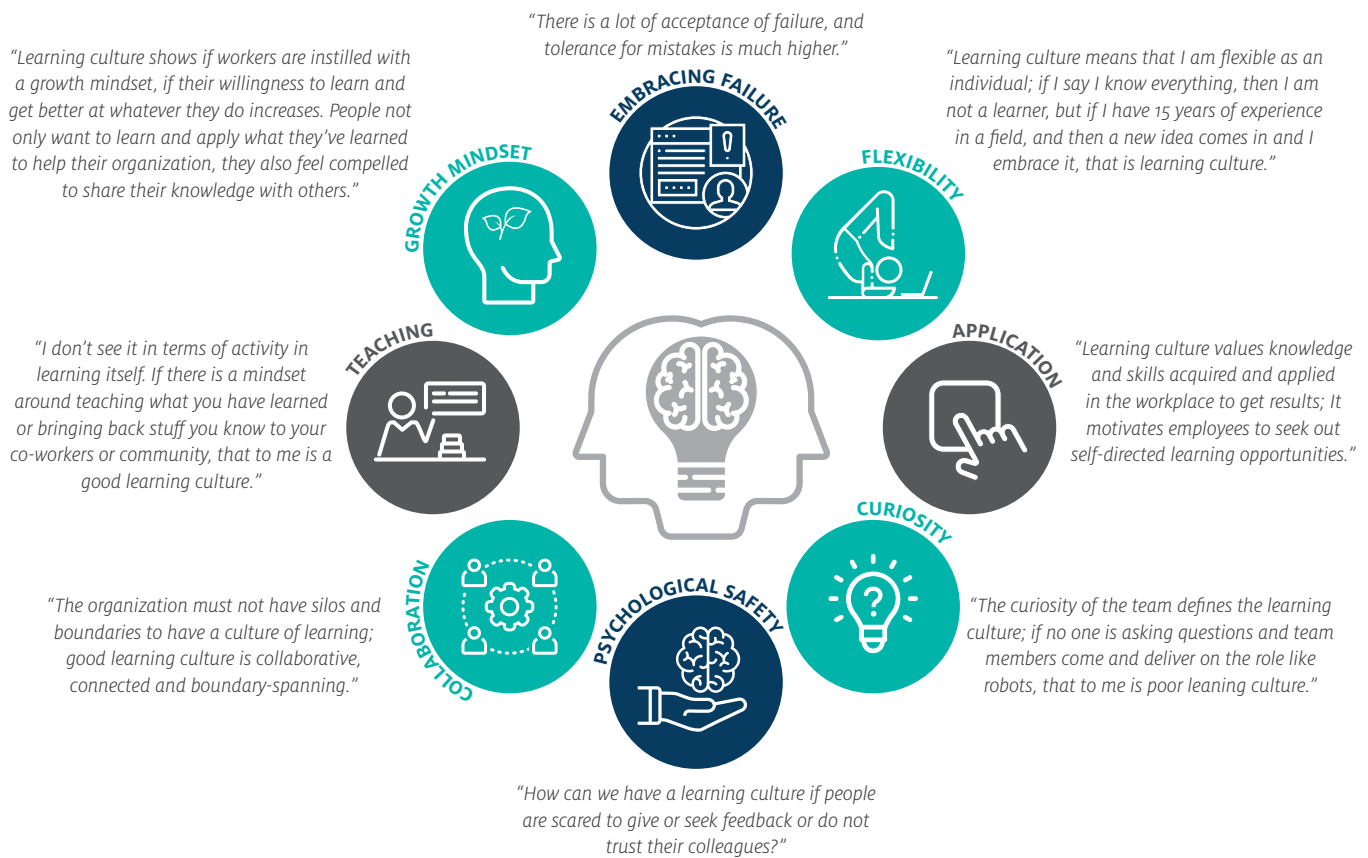 “There is a lot of acceptance of failure, and
tolerance for mistakes is much higher.”
EMBRACING FAILURE
“Learning culture means that I am flexible as an
individual; if I say I know everything, then I am
not a learner, but if I have 15 years of experience
in a field, and then a new idea comes in and I
embrace it, that is learning culture.”
FLEXIBILITY
APPLICATION
“Learning culture values knowledge
and skills acquired and applied
in the workplace to get results; It
motivates employees to seek out
self-directed learning opportunities.”
CURIOSITY
?
“The curiosity of the team defines the learning
culture; if no one is asking questions and team
members come and deliver on the role like
robots, that to me is poor leaning culture.”
PSYCHOLOGICAL SAFETY
“How can we have a learning culture if people
are scared to give or seek feedback or do not
trust their colleagues?”
COLLABORATION
“The organization must not have silos and
boundaries to have a culture of learning;
good learning culture is collaborative,
connected and boundary-spanning.”
TEACHING
“I don’t see it in terms of activity in
learning itself. If there is a mindset
around teaching what you have learned
or bringing back stuff you know to your
co-workers or community, that to me is a
good learning culture.”
GROWTH MINDSET
“Learning culture shows if workers are instilled with
a growth mindset, if their willingness to learn and
get better at whatever they do increases. People not
only want to learn and apply what they’ve learned
to help their organization, they also feel compelled
to share their knowledge with others.”